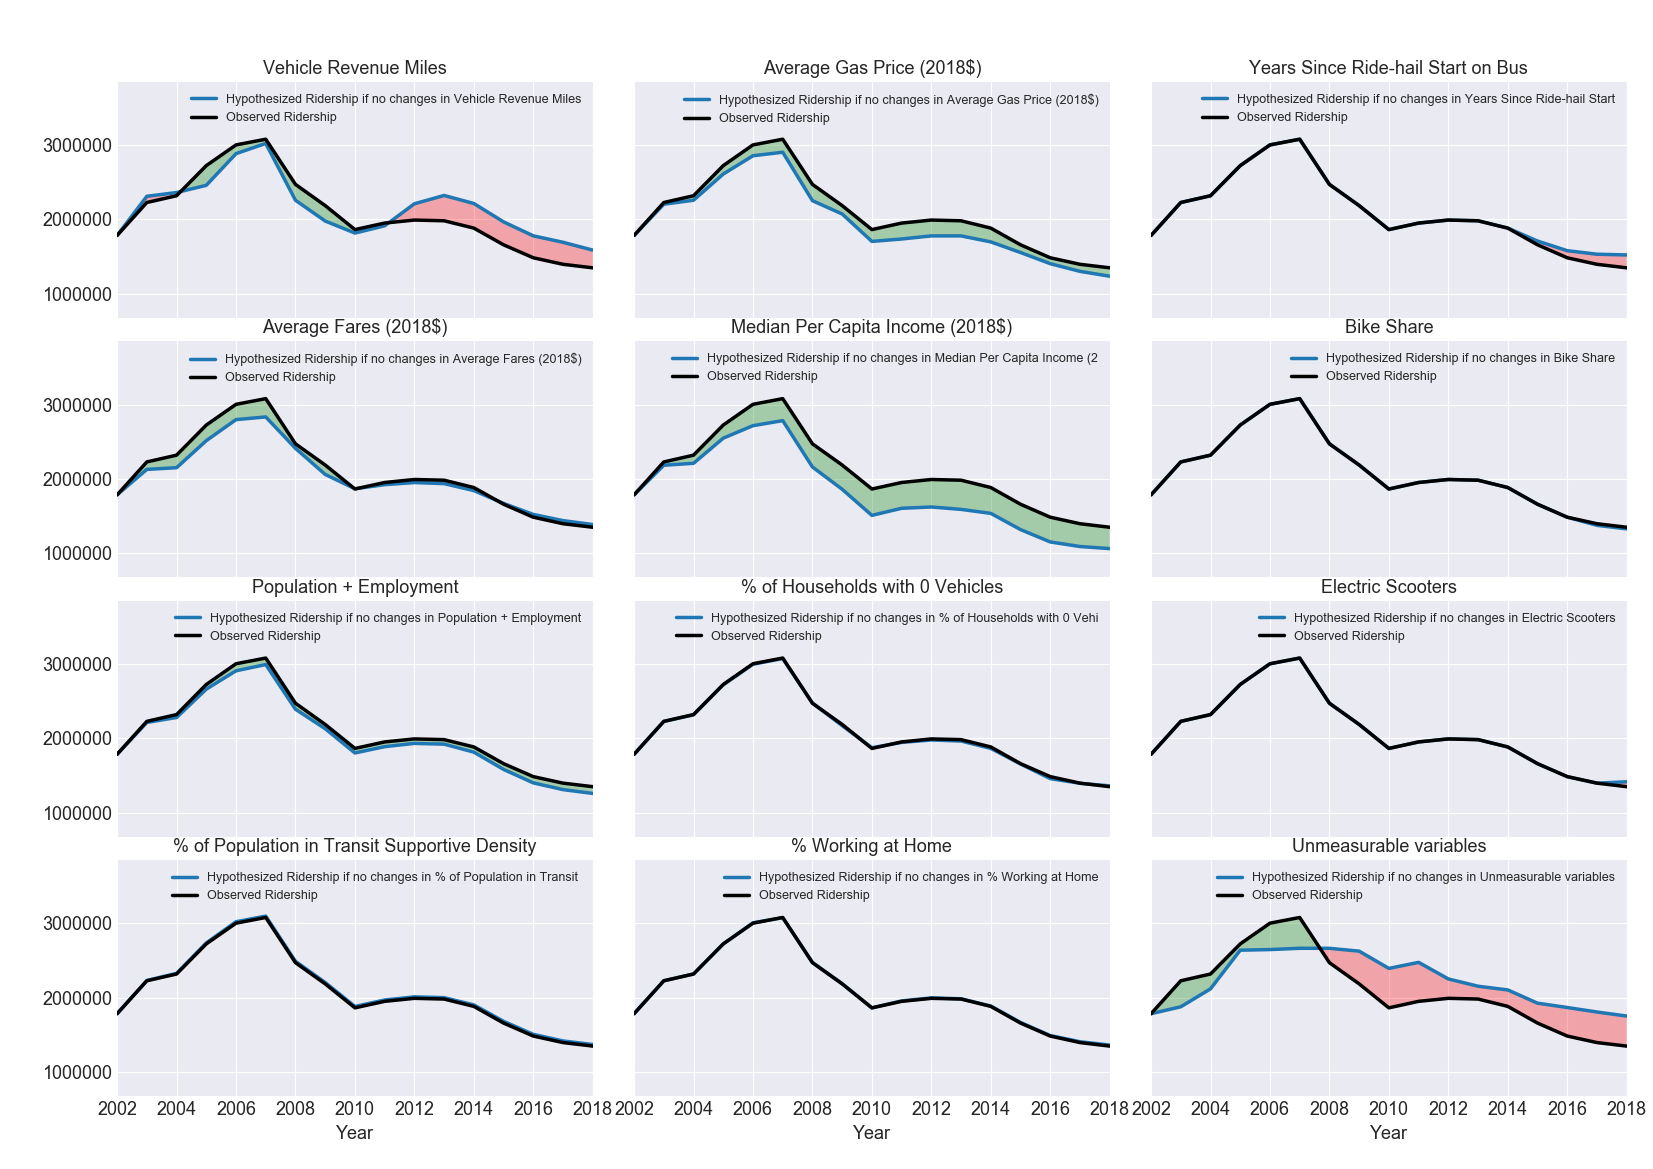 Vehicle Revenue Miles
Hypothesized Ridership if no changes in Vehicle Revenue Miles
Observed Ridership
3000000
2000000
1000000
Average Gas Price (2018$)
Hypothesized Ridership if no changes in Average Gas Price (2018$)
Observed Ridership
Years Since Ride-hail Start on Bus
Hypothesized Ridership if no changes in Years Since Ride-hail Start
Observed Ridership
Average Fares (2018$)
Hypothesized Ridership if no changes in Average Fares (2018$)
Observed Ridership
3000000
2000000
1000000
Median Per Capita Income (2018$)
Hypothesized Ridership if no changes in Median Per Capita Income (2
Observed Ridership
Bike Share
Hypothesized Ridership if no changes in Bike Share
Observed Ridership
Population + Employment
Hypothesized Ridership if no changes in Population + Employment
Observed Ridership
3000000
2000000
1000000
% of Households with 0 Vehicles
Hypothesized Ridership if no changes in % of Households with 0 Vehi
Observed Ridership
Electric Scooters
Hypothesized Ridership if no changes in Electric Scooters
Observed Ridership
% of Population in Transit Supportive Density
Hypothesized Ridership if no changes in % of Population in Transit
Observed Ridership
3000000
2000000
1000000
2002 2004 2006 2008 2010 2012 2014 2016 2018
Year
% Working at Home
Hypothesized Ridership if no changes in % Working at Home
Observed Ridership
2002 2004 2006 2008 2010 2012 2014 2016 2018
Year
Unmeasurable variables
Hypothesized Ridership if no changes in Unmeasurable variables
Observed Ridership
2002 2004 2006 2008 2010 2012 2014 2016 2018
Year